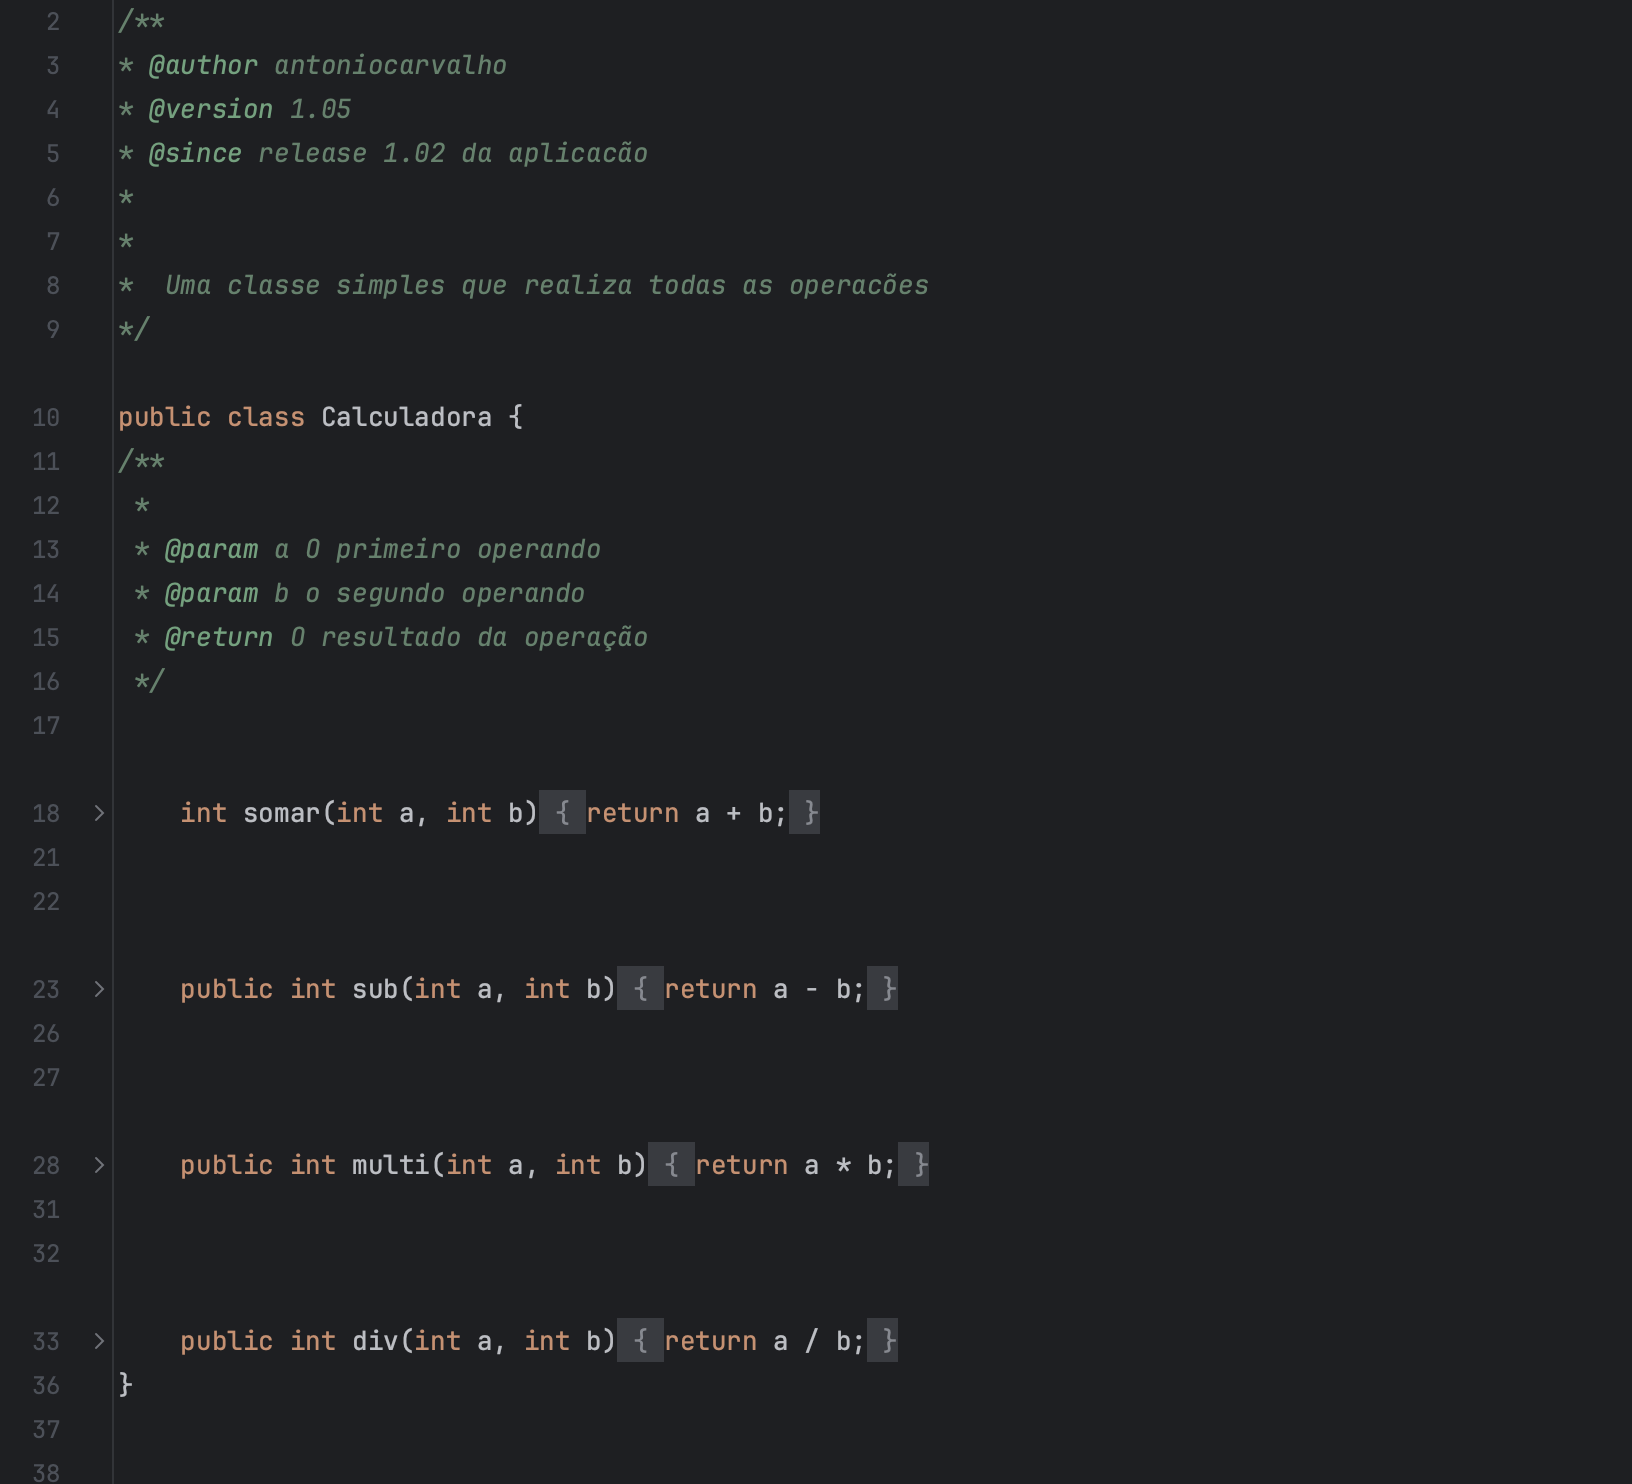 2 /**
3 * @author antoniocarvalho
4 * @version 1.05
5 * @since release 1.02 da aplicacão
6 *
7 *
8 *  Uma classe simples que realiza todas as operacões
9 */
10 public class Calculadora {
11 /**
12  *
13  * @param a O primeiro operando
14  * @param b o segundo operando
15  * @return O resultado da operação
16  */
17
18 > int somar(int a, int b) { return a + b; }
21
22
23 > public int sub(int a, int b) { return a - b; }
26
27
28 > public int multi(int a, int b) { return a * b; }
31
32
33 > public int div(int a, int b) { return a / b; }
36 }
37
38